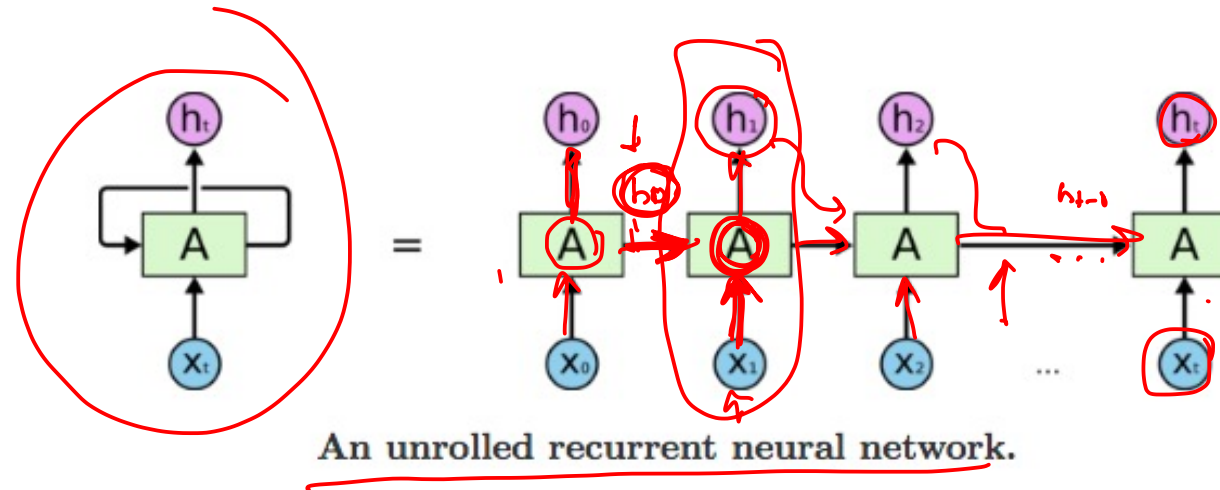 hₜ = h₀ h₁ h₂ hₜ
h₀ hₜ₋₁
A A A A A
xₜ x₀ x₁ x₂ ... xₜ
An unrolled recurrent neural network.